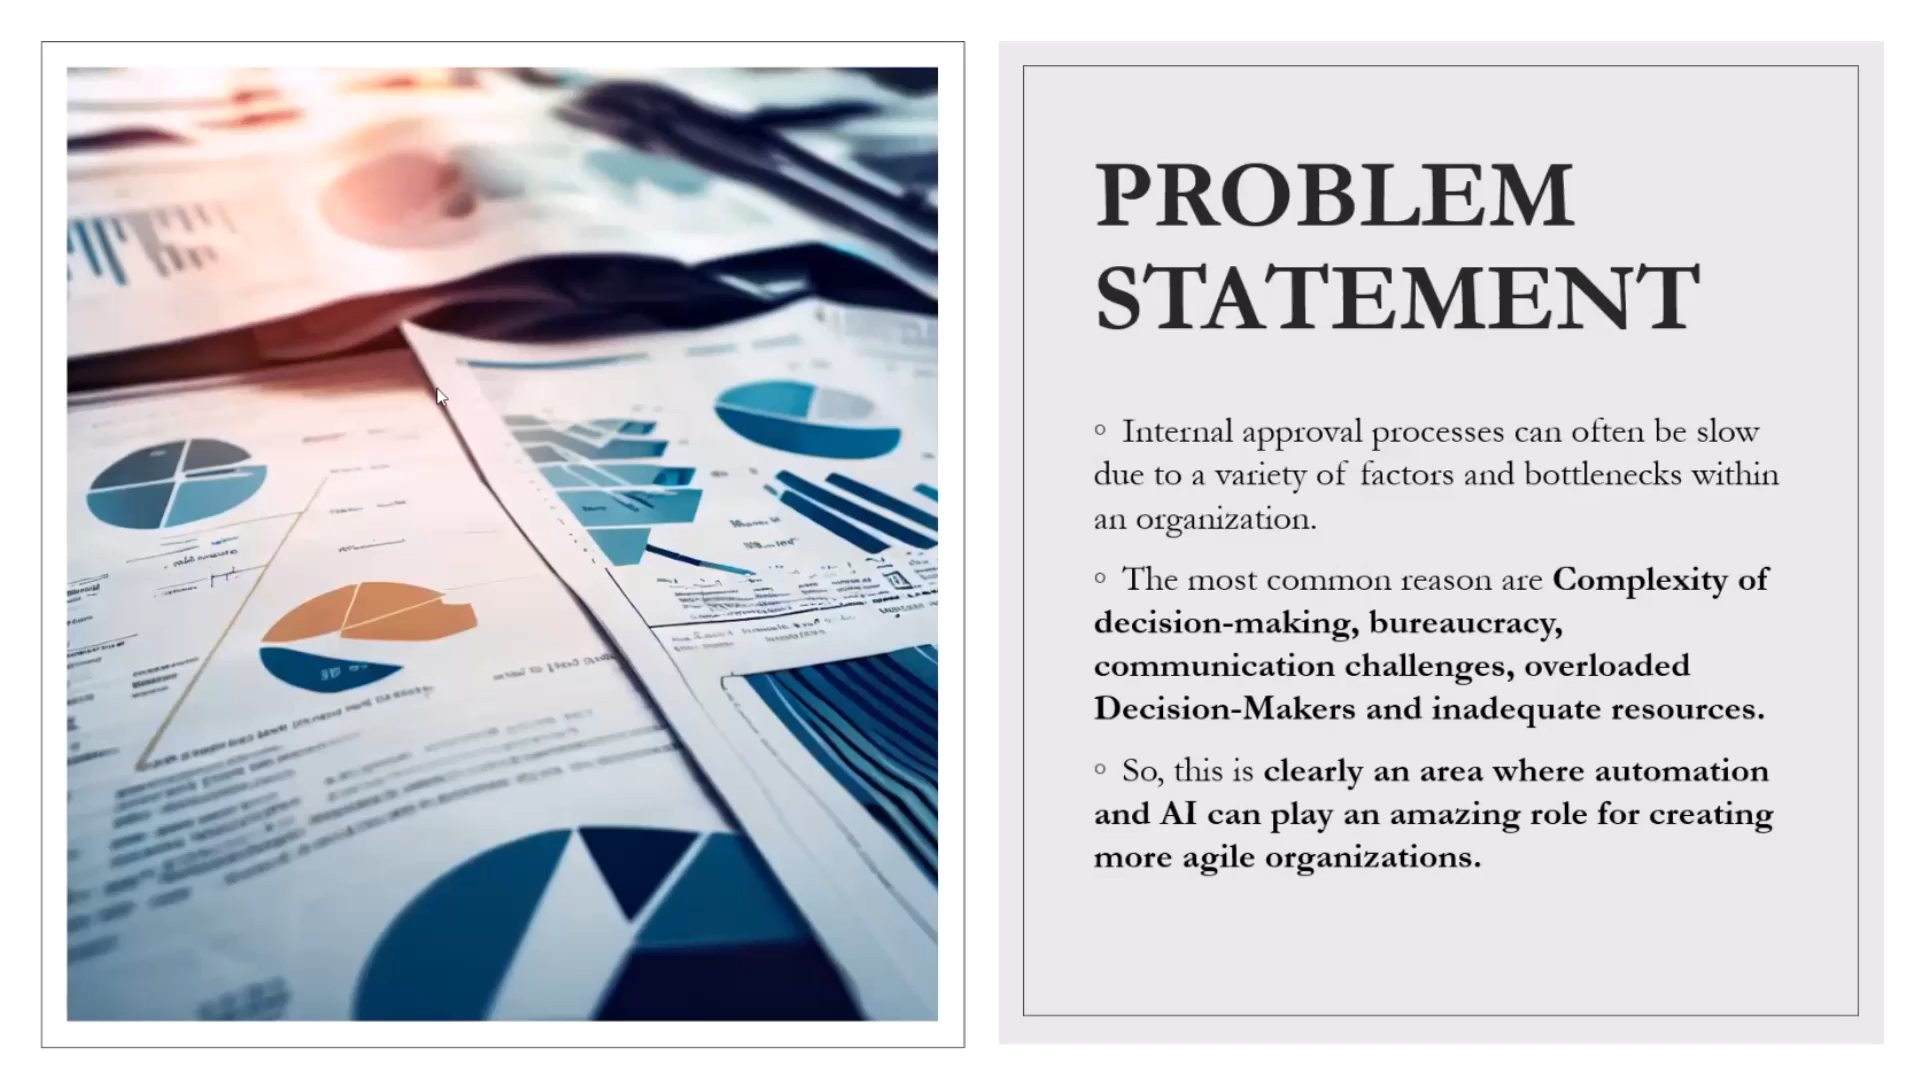 PROBLEM
STATEMENT
◦ Internal approval processes can often be slow
due to a variety of factors and bottlenecks within
an organization.
◦ The most common reason are Complexity of
decision-making, bureaucracy,
communication challenges, overloaded
Decision-Makers and inadequate resources.
◦ So, this is clearly an area where automation
and AI can play an amazing role for creating
more agile organizations.